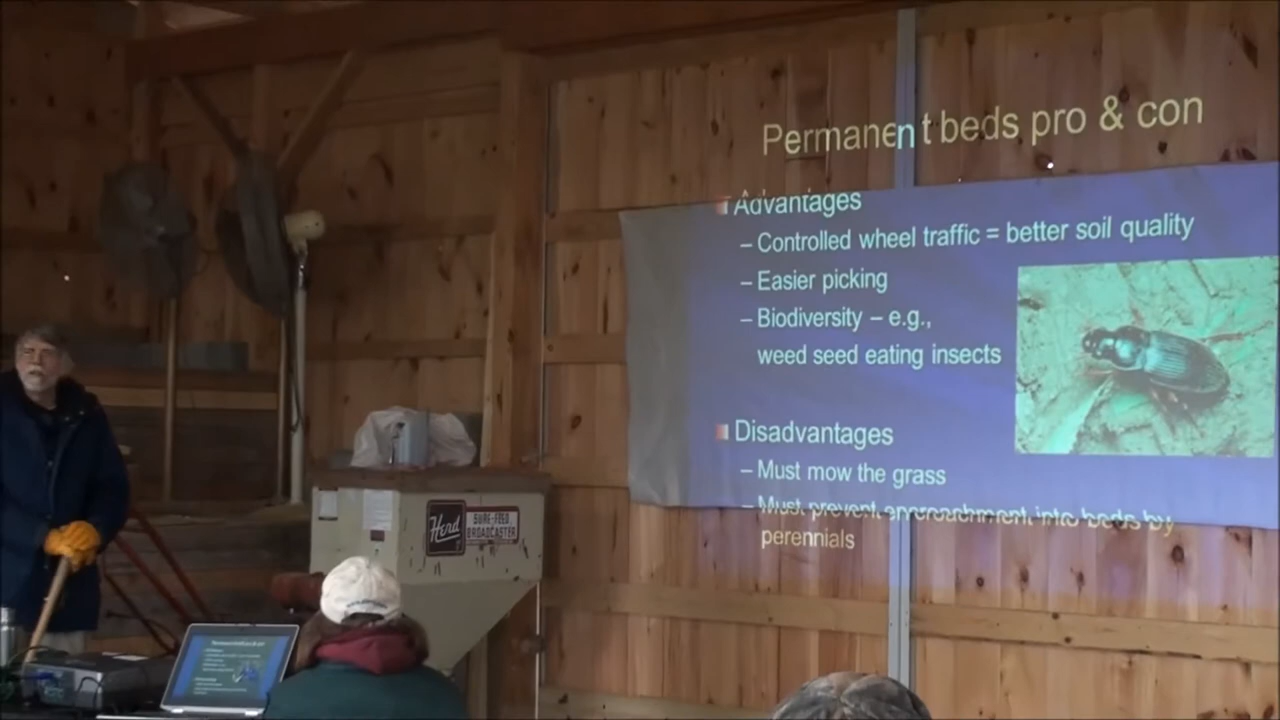 Permanent beds pro & con
Advantages
– Controlled wheel traffic = better soil quality
– Easier picking
– Biodiversity – e.g.,
weed seed eating insects
Disadvantages
– Must mow the grass
– Must prevent encroachment into beds by
perennials
Herd
SURE-FEED
BROADCASTER